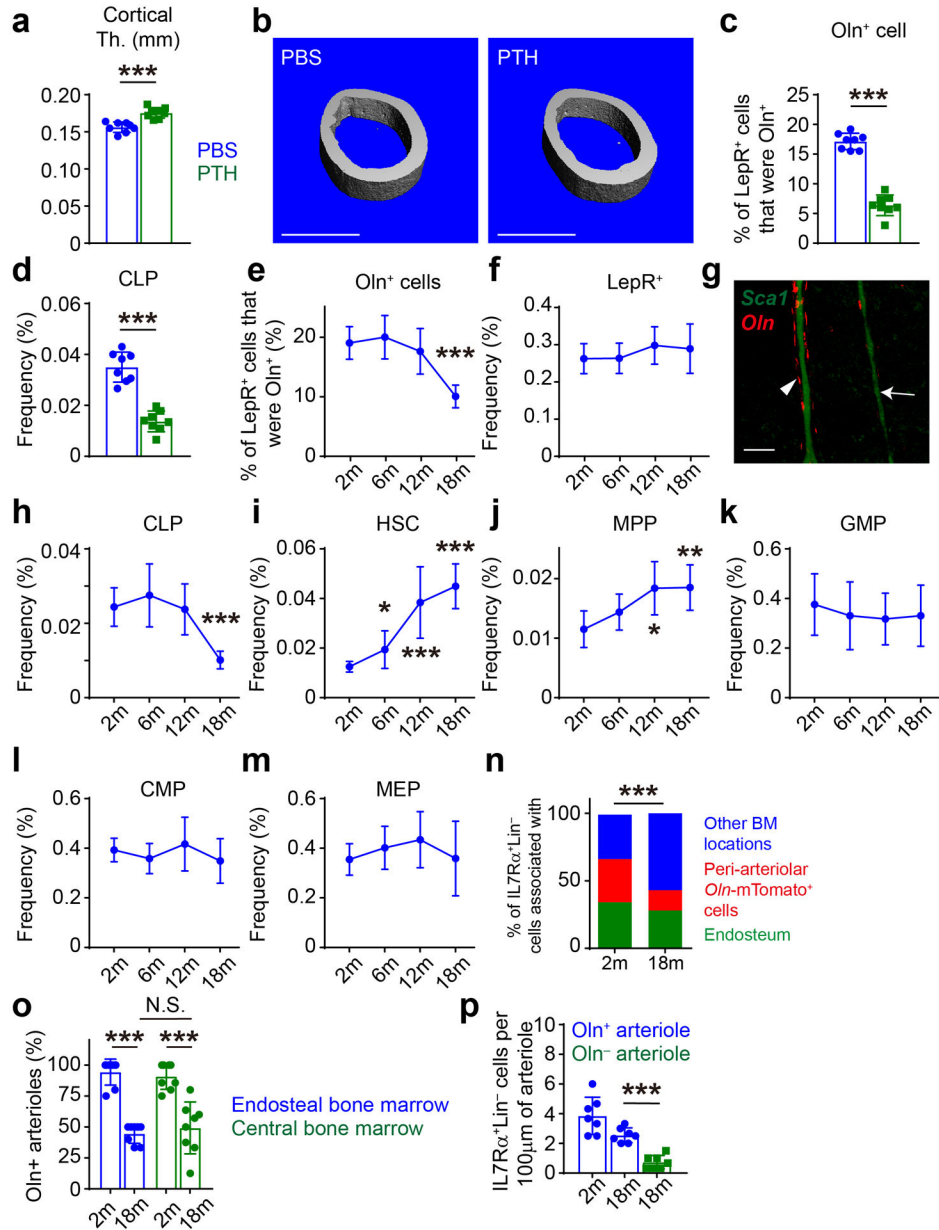 a
Cortical
Th. (mm)
***
0.20
0.15
0.10
0.05
0.00
PBS
PTH
b
PBS
PTH
c
Oln⁺ cell
***
% of LepR⁺ cells
that were Oln⁺
25
20
15
10
5
0
d
CLP
***
Frequency (%)
0.06
0.04
0.02
0
e
Oln⁺ cells
% of LepR⁺ cells that
were Oln⁺ (%)
20
10
0
***
2m 6m 12m 18m
f
LepR⁺
Frequency (%)
0.3
0.2
0.1
0
2m 6m 12m 18m
g
Sca1
Oln
h
CLP
Frequency (%)
0.04
0.02
0
***
2m 6m 12m 18m
i
HSC
Frequency (%)
0.06
0.04
0.02
0
*
***
***
2m 6m 12m 18m
j
MPP
Frequency (%)
0.02
0.01
0
*
**
2m 6m 12m 18m
k
GMP
Frequency (%)
0.6
0.4
0.2
0
2m 6m 12m 18m
l
CMP
Frequency (%)
0.6
0.4
0.2
0
2m 6m 12m 18m
m
MEP
Frequency (%)
0.6
0.4
0.2
0
2m 6m 12m 18m
n
***
% of IL7Rα⁺Lin⁻
cells associated with
100
50
0
2m 18m
Other BM
locations
Peri-arteriolar
Oln-mTomato⁺
cells
Endosteum
o
N.S.
*** ***
Oln+ arterioles (%)
100
75
50
25
0
2m 18m 2m 18m
Endosteal bone marrow
Central bone marrow
p
IL7Rα⁺Lin⁻ cells per
100µm of arteriole
8
6
4
2
0
Oln⁺ arteriole
Oln⁻ arteriole
***
2m 18m 18m